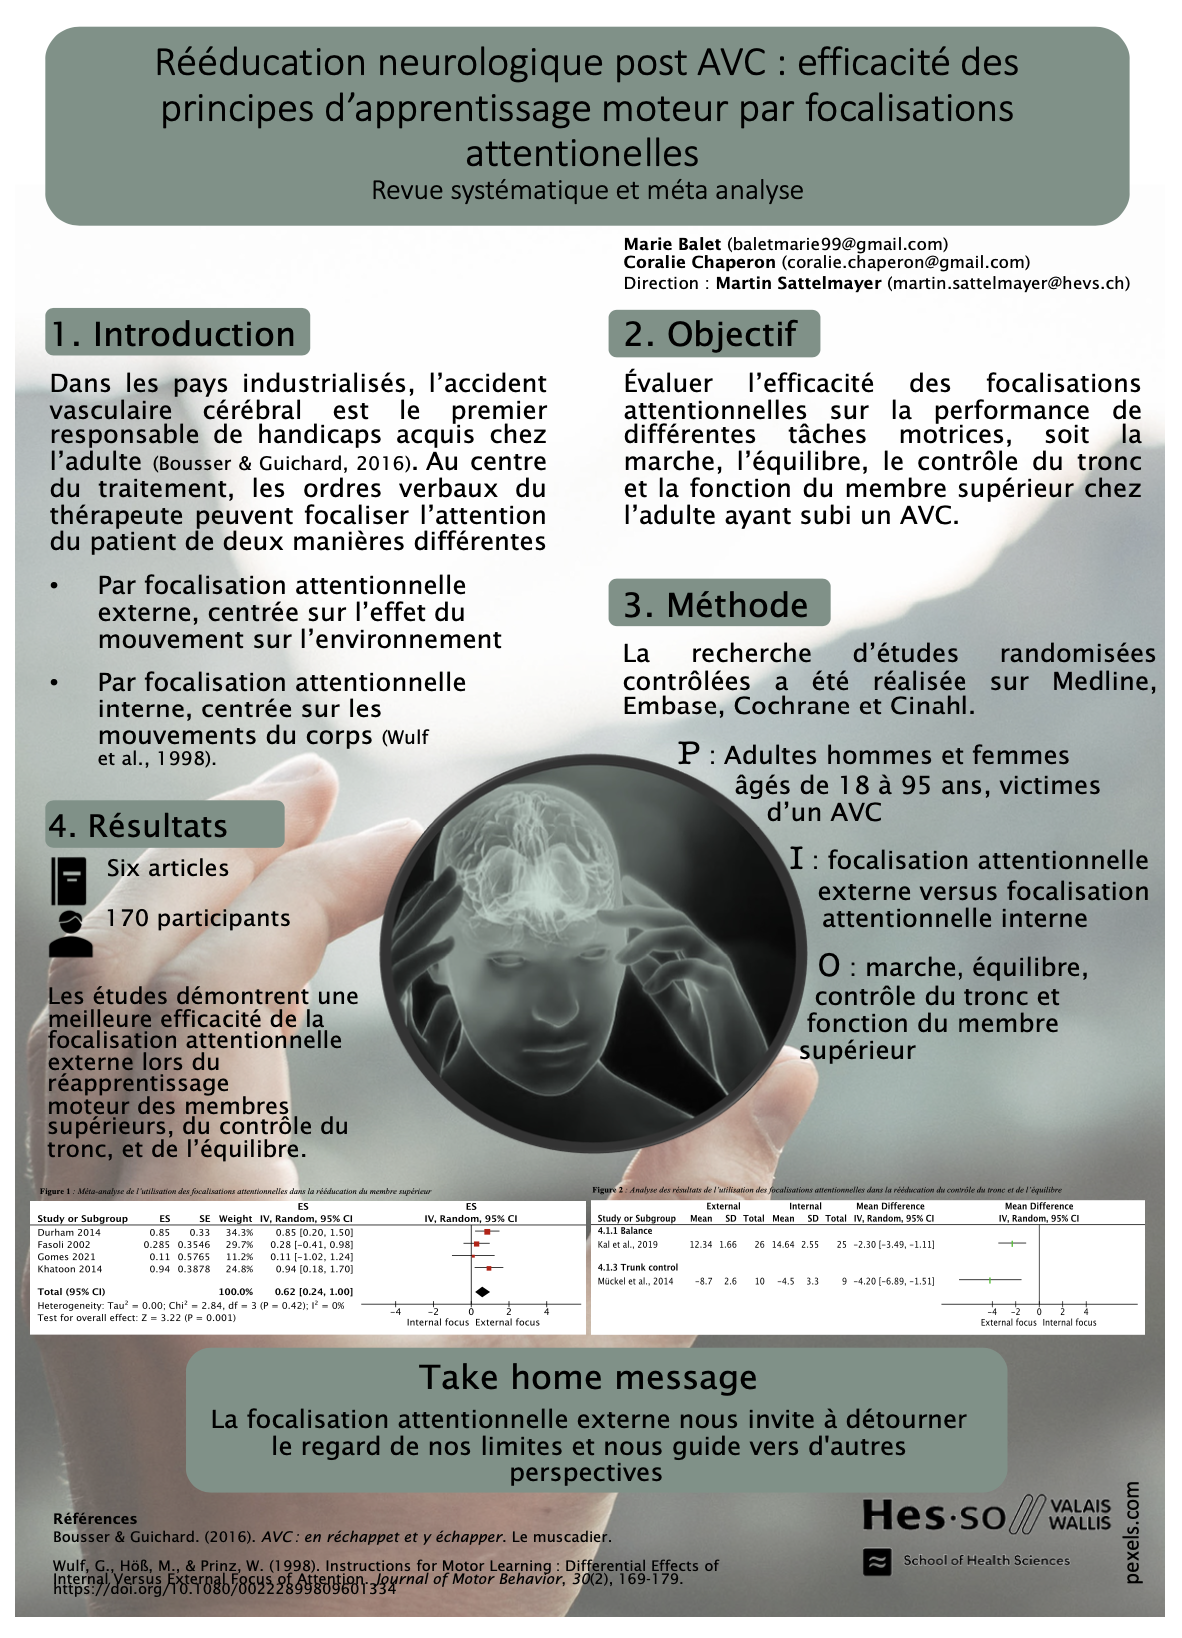 Rééducation neurologique post AVC : efficacité des
principes d’apprentissage moteur par focalisations
attentionelles
Revue systématique et méta analyse
Marie Balet (baletmarie99@gmail.com)
Coralie Chaperon (coralie.chaperon@gmail.com)
Direction : Martin Sattelmayer (martin.sattelmayer@hevs.ch)
1. Introduction
Dans les pays industrialisés, l’accident
vasculaire cérébral est le premier
responsable de handicaps acquis chez
l’adulte (Bousser & Guichard, 2016). Au centre
du traitement, les ordres verbaux du
thérapeute peuvent focaliser l’attention
du patient de deux manières différentes
• Par focalisation attentionnelle
externe, centrée sur l’effet du
mouvement sur l’environnement
• Par focalisation attentionnelle
interne, centrée sur les
mouvements du corps (Wulf
et al., 1998).
2. Objectif
Évaluer l’efficacité des focalisations
attentionnelles sur la performance de
différentes tâches motrices, soit la
marche, l’équilibre, le contrôle du tronc
et la fonction du membre supérieur chez
l’adulte ayant subi un AVC.
3. Méthode
La recherche d’études randomisées
contrôlées a été réalisée sur Medline,
Embase, Cochrane et Cinahl.
P : Adultes hommes et femmes
âgés de 18 à 95 ans, victimes
d’un AVC
I : focalisation attentionnelle
externe versus focalisation
attentionnelle interne
O : marche, équilibre,
contrôle du tronc et
fonction du membre
supérieur
4. Résultats
Six articles
170 participants
Les études démontrent une
meilleure efficacité de la
focalisation attentionnelle
externe lors du
réapprentissage
moteur des membres
supérieurs, du contrôle du
tronc, et de l’équilibre.
Figure 1 : Méta-analyse de l’utilisation des focalisations attentionnelles dans la rééducation du membre supérieur
ES ES
Study or Subgroup ES SE Weight IV, Random, 95% CI IV, Random, 95% CI
Durham 2014 0.85 0.33 34.3% 0.85 [0.20, 1.50]
Fasoli 2002 0.285 0.3546 29.7% 0.28 [-0.41, 0.98]
Gomes 2021 0.11 0.5765 11.2% 0.11 [-1.02, 1.24]
Khatoon 2014 0.94 0.3878 24.8% 0.94 [0.18, 1.70]
Total (95% CI) 100.0% 0.62 [0.24, 1.00]
Heterogeneity: Tau² = 0.00; Chi² = 2.84, df = 3 (P = 0.42); I² = 0%
Test for overall effect: Z = 3.22 (P = 0.001)
-4 -2 0 2 4
Internal focus External focus
Figure 2 : Analyse des résultats de l’utilisation des focalisations attentionnelles dans la rééducation du contrôle du tronc et de l’équilibre
External Internal Mean Difference Mean Difference
Study or Subgroup Mean SD Total Mean SD Total IV, Random, 95% CI IV, Random, 95% CI
4.1.1 Balance
Kal et al., 2019 12.34 1.66 26 14.64 2.55 25 -2.30 [-3.49, -1.11]
4.1.3 Trunk control
Mückel et al., 2014 -8.7 2.6 10 -4.5 3.3 9 -4.20 [-6.89, -1.51]
-4 -2 0 2 4
External focus Internal focus
Take home message
La focalisation attentionnelle externe nous invite à détourner
le regard de nos limites et nous guide vers d'autres
perspectives
Références
Bousser & Guichard. (2016). AVC : en réchappet et y échapper. Le muscadier.
Wulf, G., Höß, M., & Prinz, W. (1998). Instructions for Motor Learning : Differential Effects of
Internal Versus External Focus of Attention. Journal of Motor Behavior, 30(2), 169-179.
https://doi.org/10.1080/00222899809601334
Hes·so VALAIS
WALLIS
School of Health Sciences
pexels.com